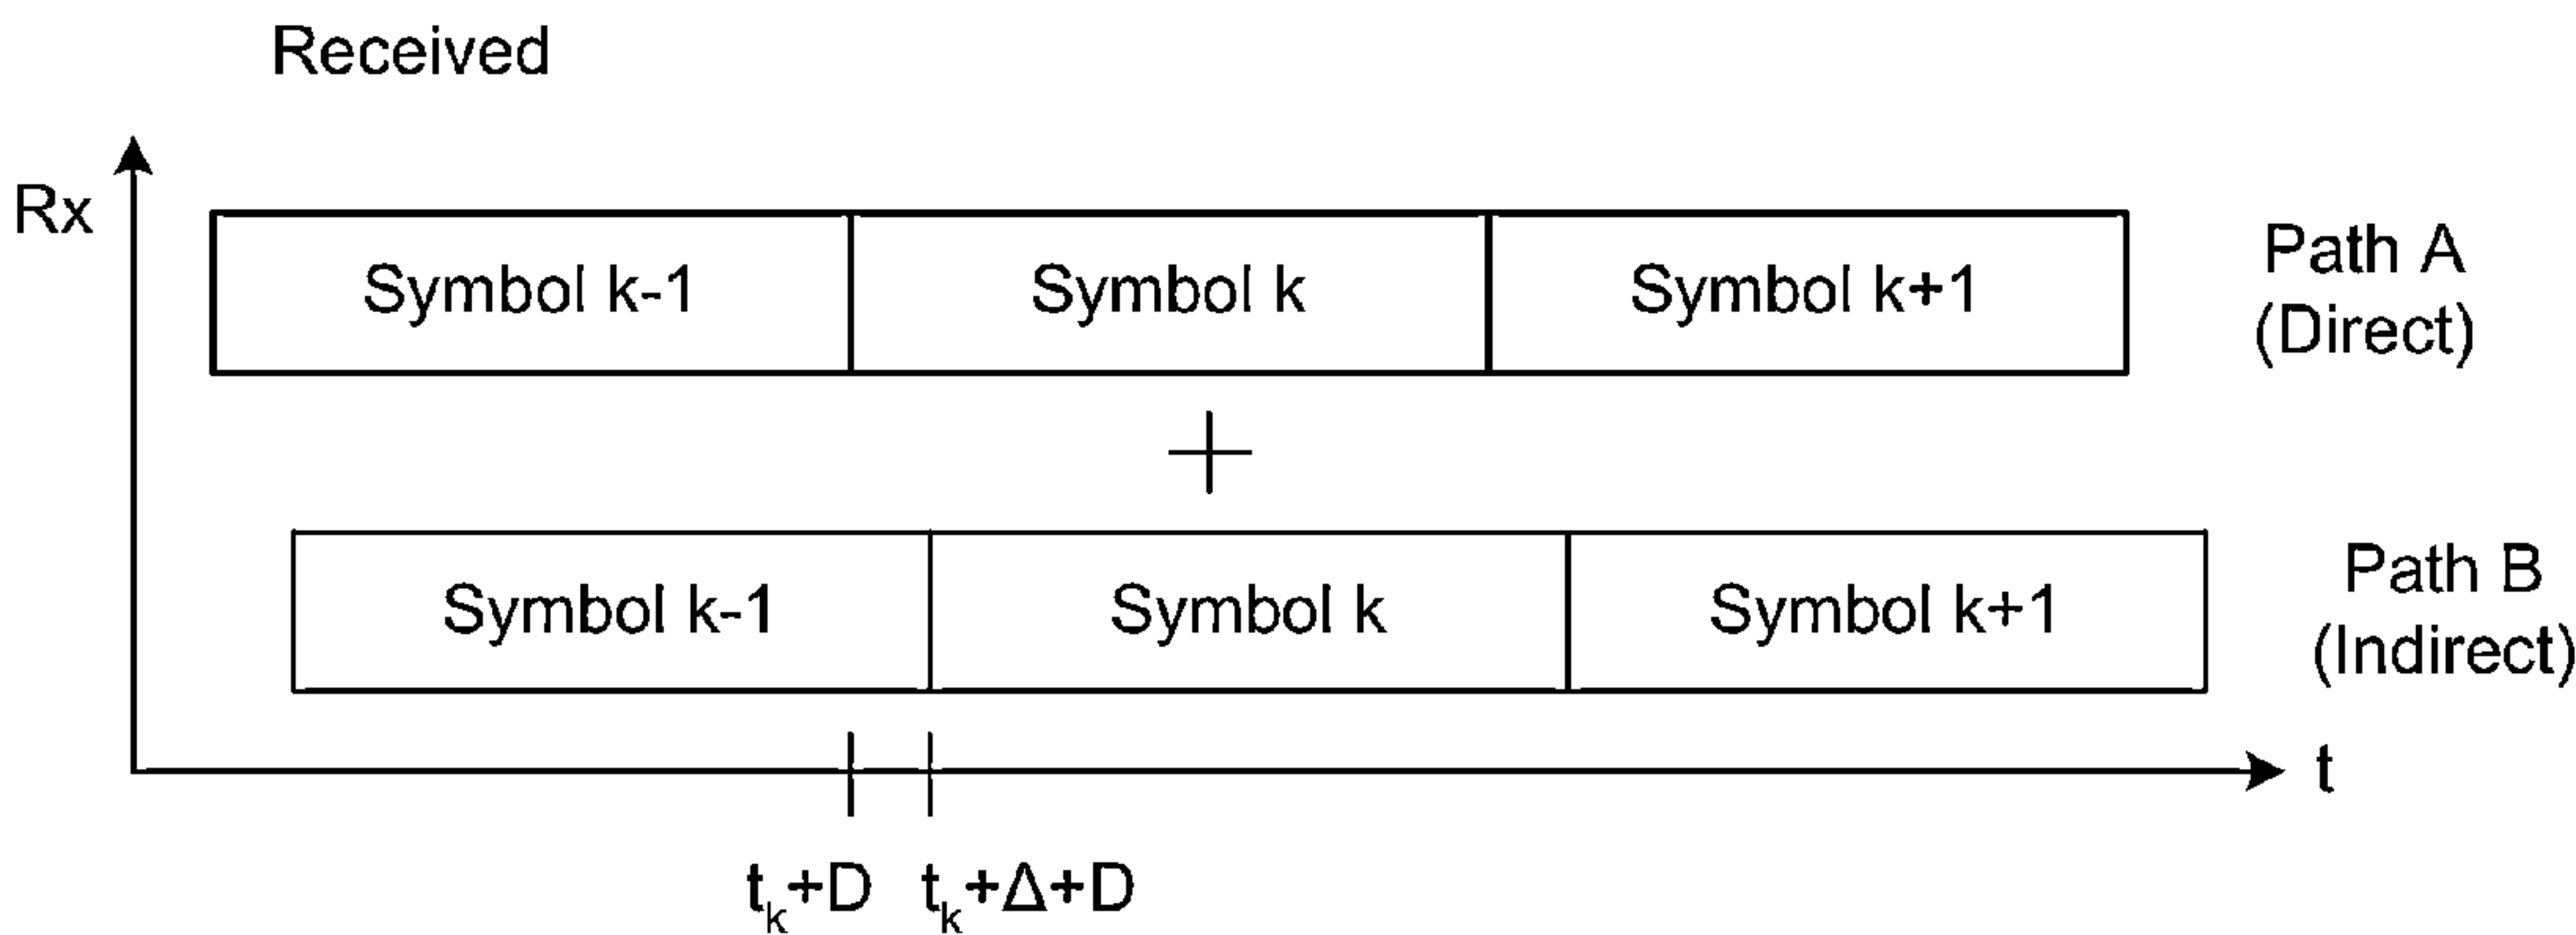 Received
Rx
Symbol k-1
Symbol k
Symbol k+1
Path A
(Direct)
+
Symbol k-1
Symbol k
Symbol k+1
Path B
(Indirect)
t
tₖ+D
tₖ+Δ+D